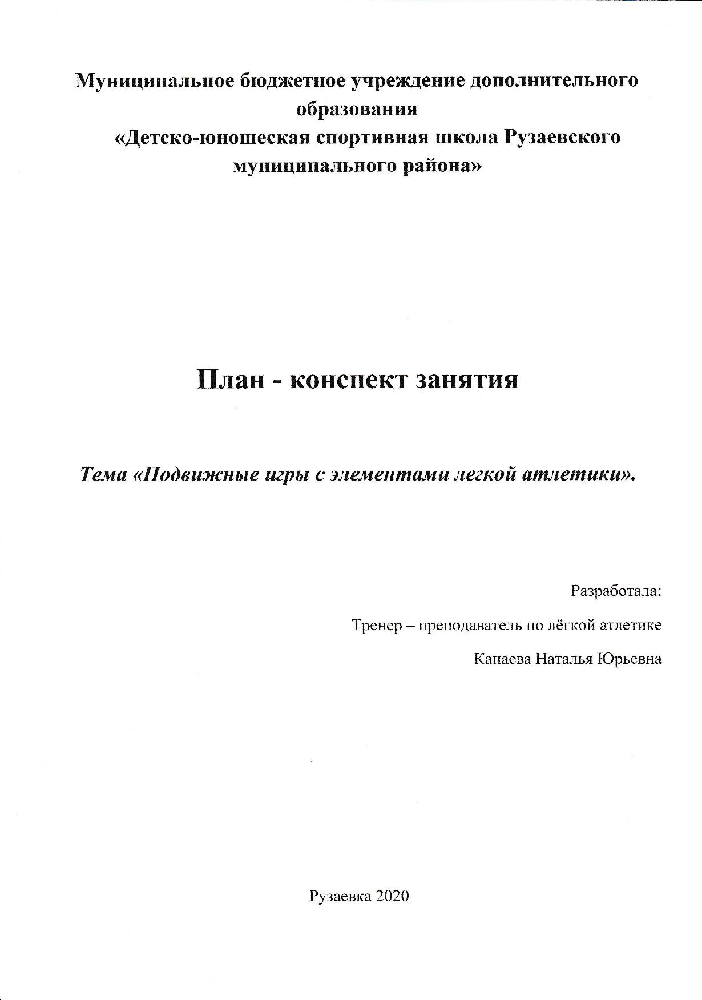 Муниципальное бюджетное учреждение дополнительного
образования
«Детско-юношеская спортивная школа Рузаевского
муниципального района»
План - конспект занятия
Тема «Подвижные игры с элементами легкой атлетики».
Разработала:
Тренер – преподаватель по лёгкой атлетике
Канаева Наталья Юрьевна
Рузаевка 2020